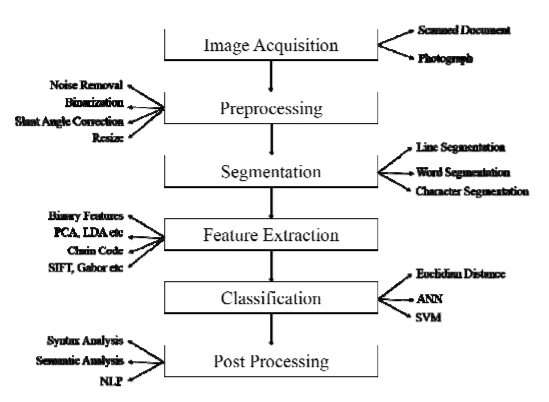 Image Acquisition
Scanned Document
Photograph
Noise Removal
Binarization
Slant Angle Correction
Resize
Preprocessing
Segmentation
Line Segmentation
Word Segmentation
Character Segmentation
Binary Features
PCA, LDA etc
Chain Code
SIFT, Gabor etc
Feature Extraction
Classification
Euclidian Distance
ANN
SVM
Syntax Analysis
Semantic Analysis
NLP
Post Processing